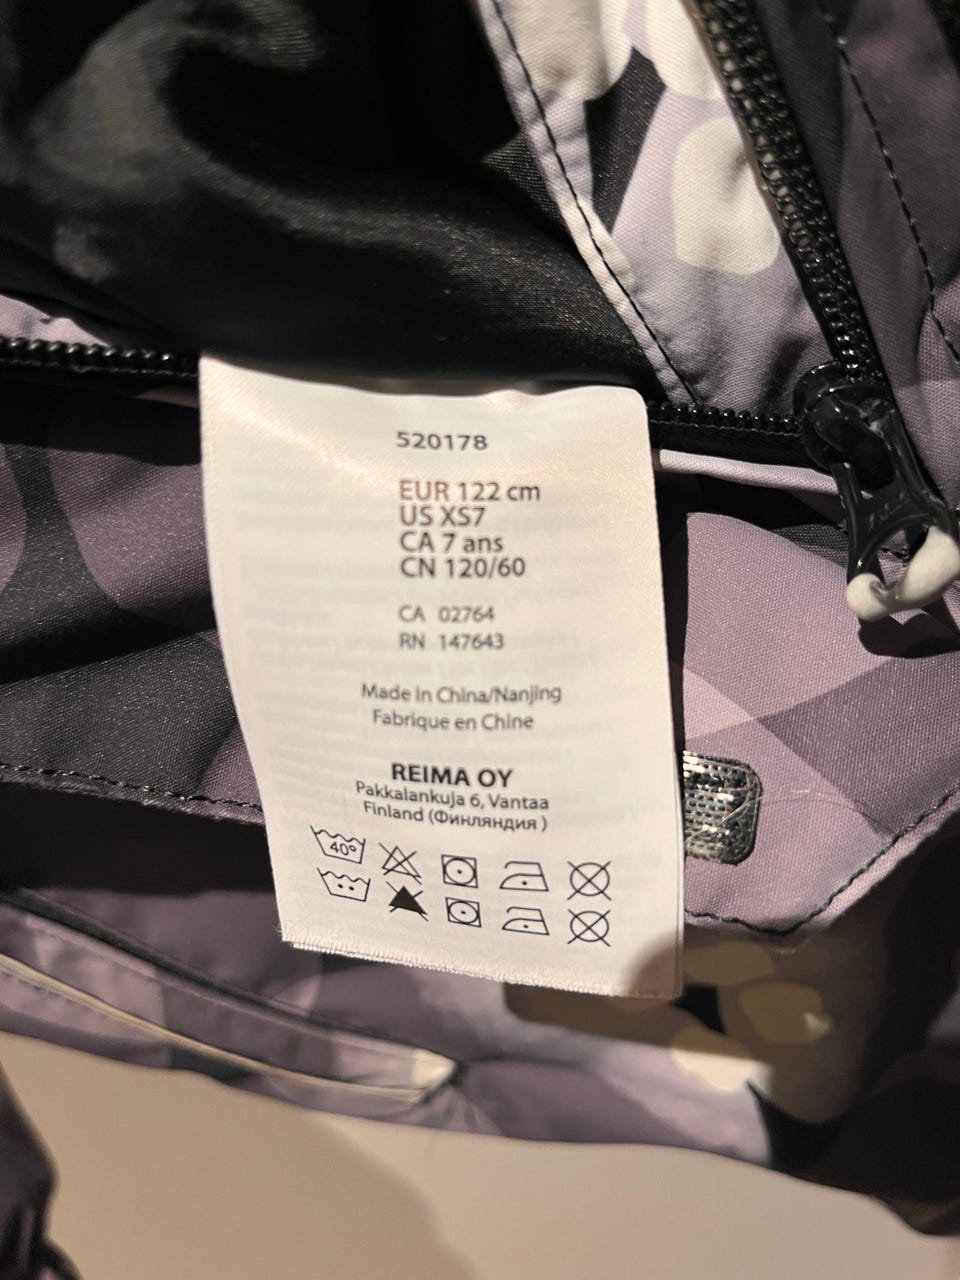 520178
EUR 122 cm
US XS7
CA 7 ans
CN 120/60
CA 02764
RN 147643
Made in China/Nanjing
Fabrique en Chine
REIMA OY
Pakkalankuja 6, Vantaa
Finland (Финляндия )
40º